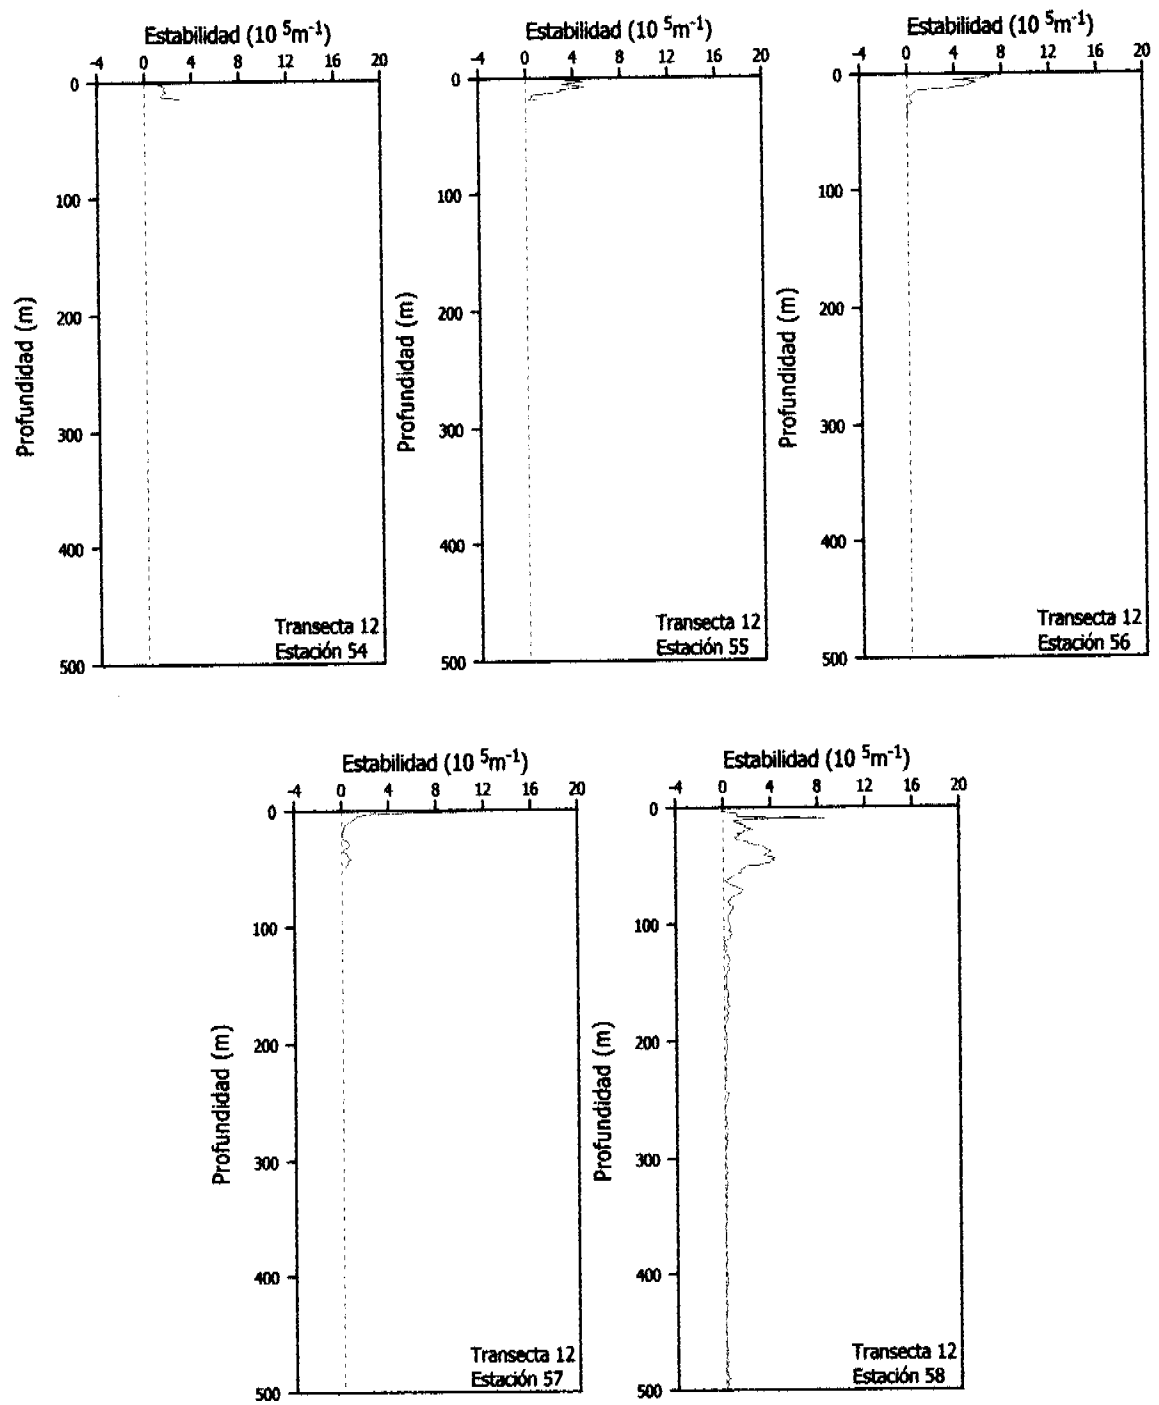 Estabilidad (10 ⁵m⁻¹)
-4 0 4 8 12 16 20
0
100
200
300
400
500
Profundidad (m)
Transecta 12
Estación 54
Estabilidad (10 ⁵m⁻¹)
-4 0 4 8 12 16 20
0
100
200
300
400
500
Profundidad (m)
Transecta 12
Estación 55
Estabilidad (10 ⁵m⁻¹)
-4 0 4 8 12 16 20
0
100
200
300
400
500
Profundidad (m)
Transecta 12
Estación 56
Estabilidad (10 ⁵m⁻¹)
-4 0 4 8 12 16 20
0
100
200
300
400
500
Profundidad (m)
Transecta 12
Estación 57
Estabilidad (10 ⁵m⁻¹)
-4 0 4 8 12 16 20
0
100
200
300
400
500
Profundidad (m)
Transecta 12
Estación 58